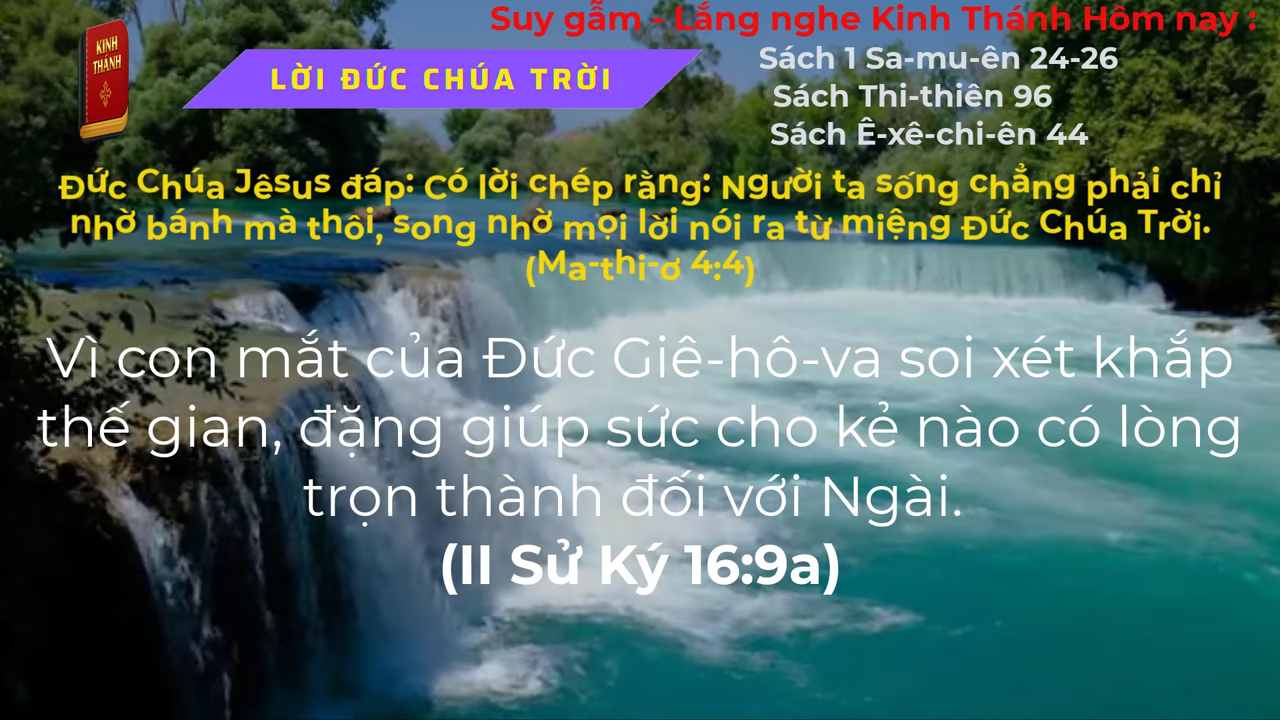 Suy gẫm - Lắng nghe Kinh Thánh Hôm nay :
KINH
THÁNH
LỜI ĐỨC CHÚA TRỜI
Sách 1 Sa-mu-ên 24-26
Sách Thi-thiên 96
Sách Ê-xê-chi-ên 44
Đức Chúa Jêsus đáp: Có lời chép rằng: Người ta sống chẳng phải chỉ
nhờ bánh mà thôi, song nhờ mọi lời nói ra từ miệng Đức Chúa Trời.
(Ma-thi-ơ 4:4)
Vì con mắt của Đức Giê-hô-va soi xét khắp
thế gian, đặng giúp sức cho kẻ nào có lòng
trọn thành đối với Ngài.
(II Sử Ký 16:9a)